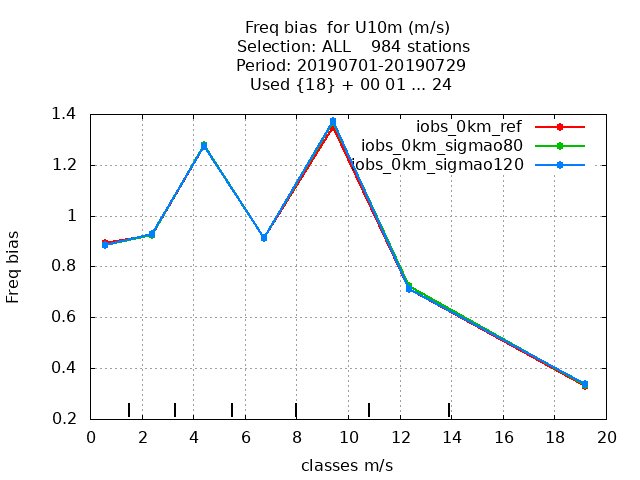 Freq bias  for U10m (m/s)
Selection: ALL    984 stations
Period: 20190701-20190729
Used {18} + 00 01 ... 24
iobs_0km_ref
iobs_0km_sigmao80
iobs_0km_sigmao120
Freq bias
1.4
1.2
1
0.8
0.6
0.4
0.2
0 2 4 6 8 10 12 14 16 18 20
classes m/s